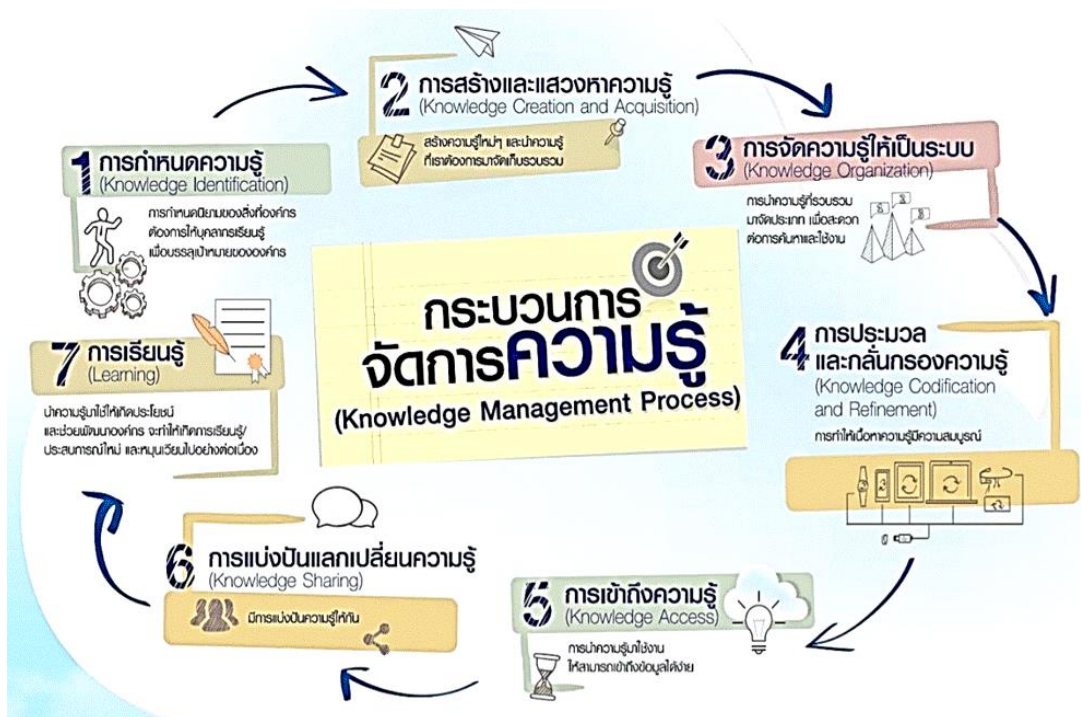 กระบวนการ
จัดการความรู้
(Knowledge Management Process)
1 การกำหนดความรู้
(Knowledge Identification)
การกำหนดนิยามของสิ่งที่องค์กร
ต้องการให้บุคลากรเรียนรู้
เพื่อบรรลุเป้าหมายขององค์กร
2 การสร้างและแสวงหาความรู้
(Knowledge Creation and Acquisition)
สร้างความรู้ใหม่ๆ และนำความรู้
ที่เราต้องการมาจัดเก็บรวบรวม
3 การจัดความรู้ให้เป็นระบบ
(Knowledge Organization)
การนำความรู้ที่รวบรวม
มาจัดประเภท เพื่อสะดวก
ต่อการค้นหาและใช้งาน
4 การประมวล
และกลั่นกรองความรู้
(Knowledge Codification
and Refinement)
การทำให้เนื้อหาความรู้มีความสมบูรณ์
5 การเข้าถึงความรู้
(Knowledge Access)
การนำความรู้มาใช้งาน
ให้สามารถเข้าถึงข้อมูลได้ง่าย
6 การแบ่งปันแลกเปลี่ยนความรู้
(Knowledge Sharing)
มีการแบ่งปันความรู้ให้กัน
7 การเรียนรู้
(Learning)
นำความรู้มาใช้ให้เกิดประโยชน์
และช่วยพัฒนาองค์กร จะทำให้เกิดการเรียนรู้/
ประสบการณ์ใหม่ และหมุนเวียนไปอย่างต่อเนื่อง